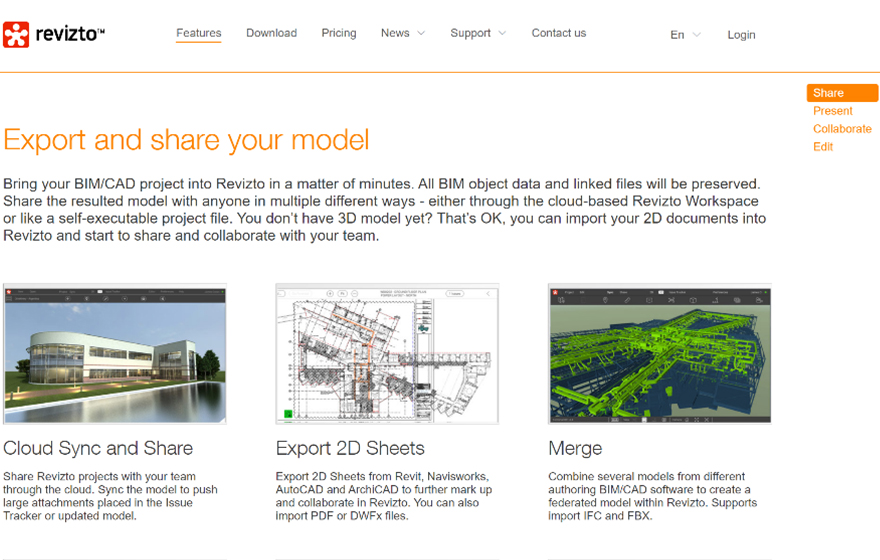 revizto™
Features Download Pricing News Support Contact us En Login
Share
Present
Collaborate
Edit
Export and share your model
Bring your BIM/CAD project into Revizto in a matter of minutes. All BIM object data and linked files will be preserved.
Share the resulted model with anyone in multiple different ways - either through the cloud-based Revizto Workspace
or like a self-executable project file. You don't have 3D model yet? That's OK, you can import your 2D documents into
Revizto and start to share and collaborate with your team.
Cloud Sync and Share
Share Revizto projects with your team
through the cloud. Sync the model to push
large attachments placed in the Issue
Tracker or updated model.
Export 2D Sheets
Export 2D Sheets from Revit, Navisworks,
AutoCAD and ArchiCAD to further mark up
and collaborate in Revizto. You can also
import PDF or DWFx files.
Merge
Combine several models from different
authoring BIM/CAD software to create a
federated model within Revizto. Supports
import IFC and FBX.